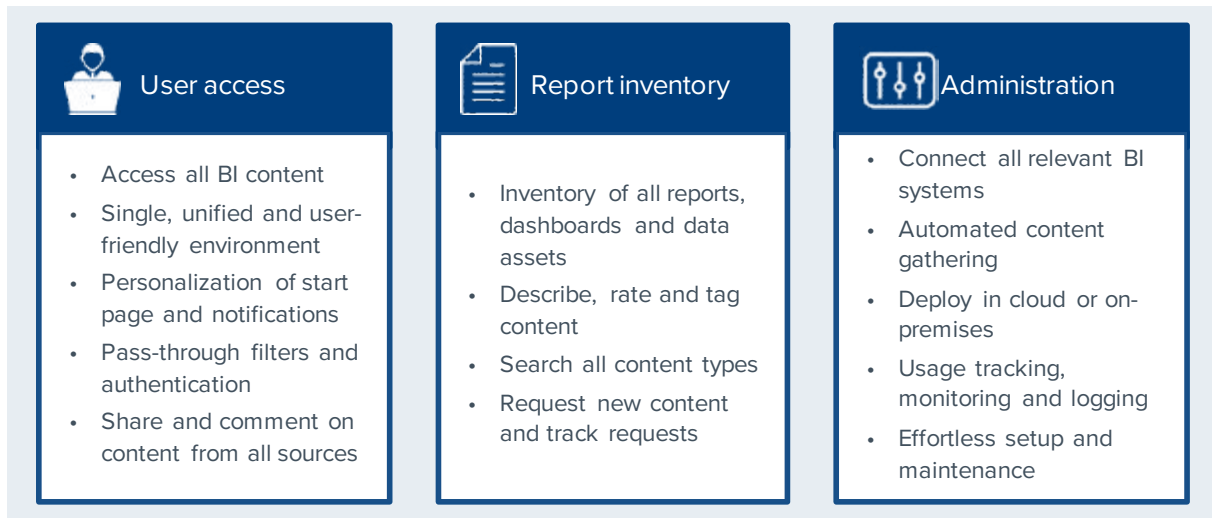 User access
• Access all BI content
• Single, unified and user-
friendly environment
• Personalization of start
page and notifications
• Pass-through filters and
authentication
• Share and comment on
content from all sources
Report inventory
• Inventory of all reports,
dashboards and data
assets
• Describe, rate and tag
content
• Search all content types
• Request new content
and track requests
Administration
• Connect all relevant BI
systems
• Automated content
gathering
• Deploy in cloud or on-
premises
• Usage tracking,
monitoring and logging
• Effortless setup and
maintenance